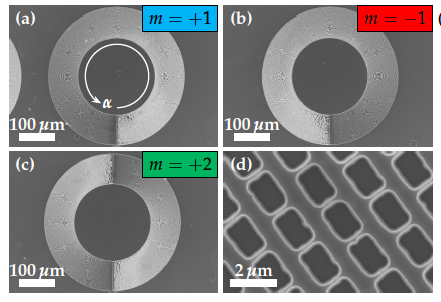 (a) m = +1
α
100 μm
(b) m = −1 (
100 μm
(c) m = +2
100 μm
(d)
2 μm